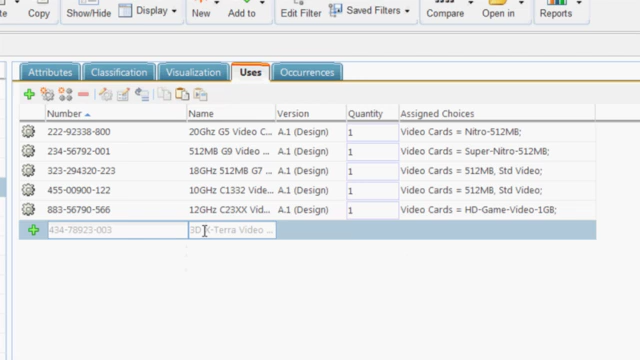 Copy Show/Hide Display New Add to Edit Filter Saved Filters Compare Open in Reports
Attributes Classification Visualization Uses Occurrences
Number Name Version Quantity Assigned Choices
222-92338-800 20Ghz G5 Video C... A.1 (Design) 1 Video Cards = Nitro-512MB;
234-56792-001 512MB G9 Video ... A.1 (Design) 1 Video Cards = Super-Nitro-512MB;
323-294320-223 18GHz 512MB G7 ... A.1 (Design) 1 Video Cards = 512MB, Std Video;
455-00900-122 10GHz C1332 Vide... A.1 (Design) 1 Video Cards = 512MB, Std Video;
883-56790-566 12GHz C23XX Vid... A.1 (Design) 1 Video Cards = HD-Game-Video-1GB;
434-78923-003 3D X-Terra Video ...